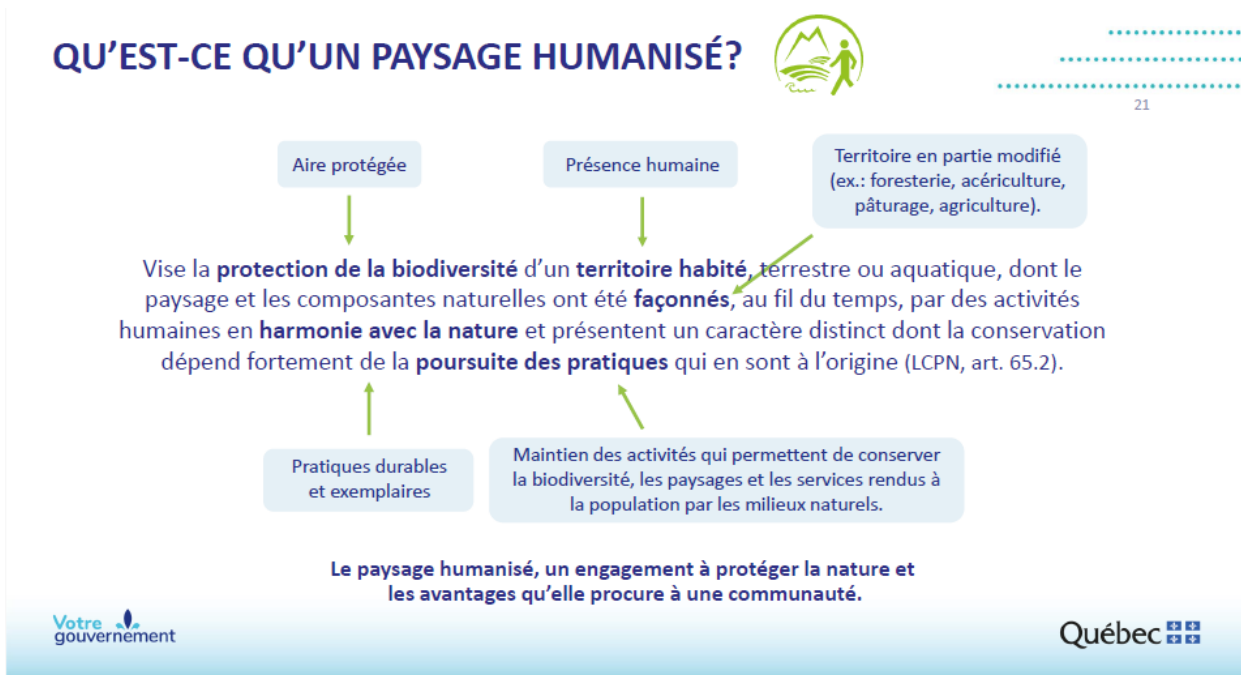 QU’EST-CE QU’UN PAYSAGE HUMANISÉ?
21
Aire protégée
Présence humaine
Territoire en partie modifié
(ex.: foresterie, acériculture,
pâturage, agriculture).
Vise la protection de la biodiversité d’un territoire habité, terrestre ou aquatique, dont le
paysage et les composantes naturelles ont été façonnés, au fil du temps, par des activités
humaines en harmonie avec la nature et présentent un caractère distinct dont la conservation
dépend fortement de la poursuite des pratiques qui en sont à l’origine (LCPN, art. 65.2).
Pratiques durables
et exemplaires
Maintien des activités qui permettent de conserver
la biodiversité, les paysages et les services rendus à
la population par les milieux naturels.
Le paysage humanisé, un engagement à protéger la nature et
les avantages qu’elle procure à une communauté.
Votre
gouvernement
Québec